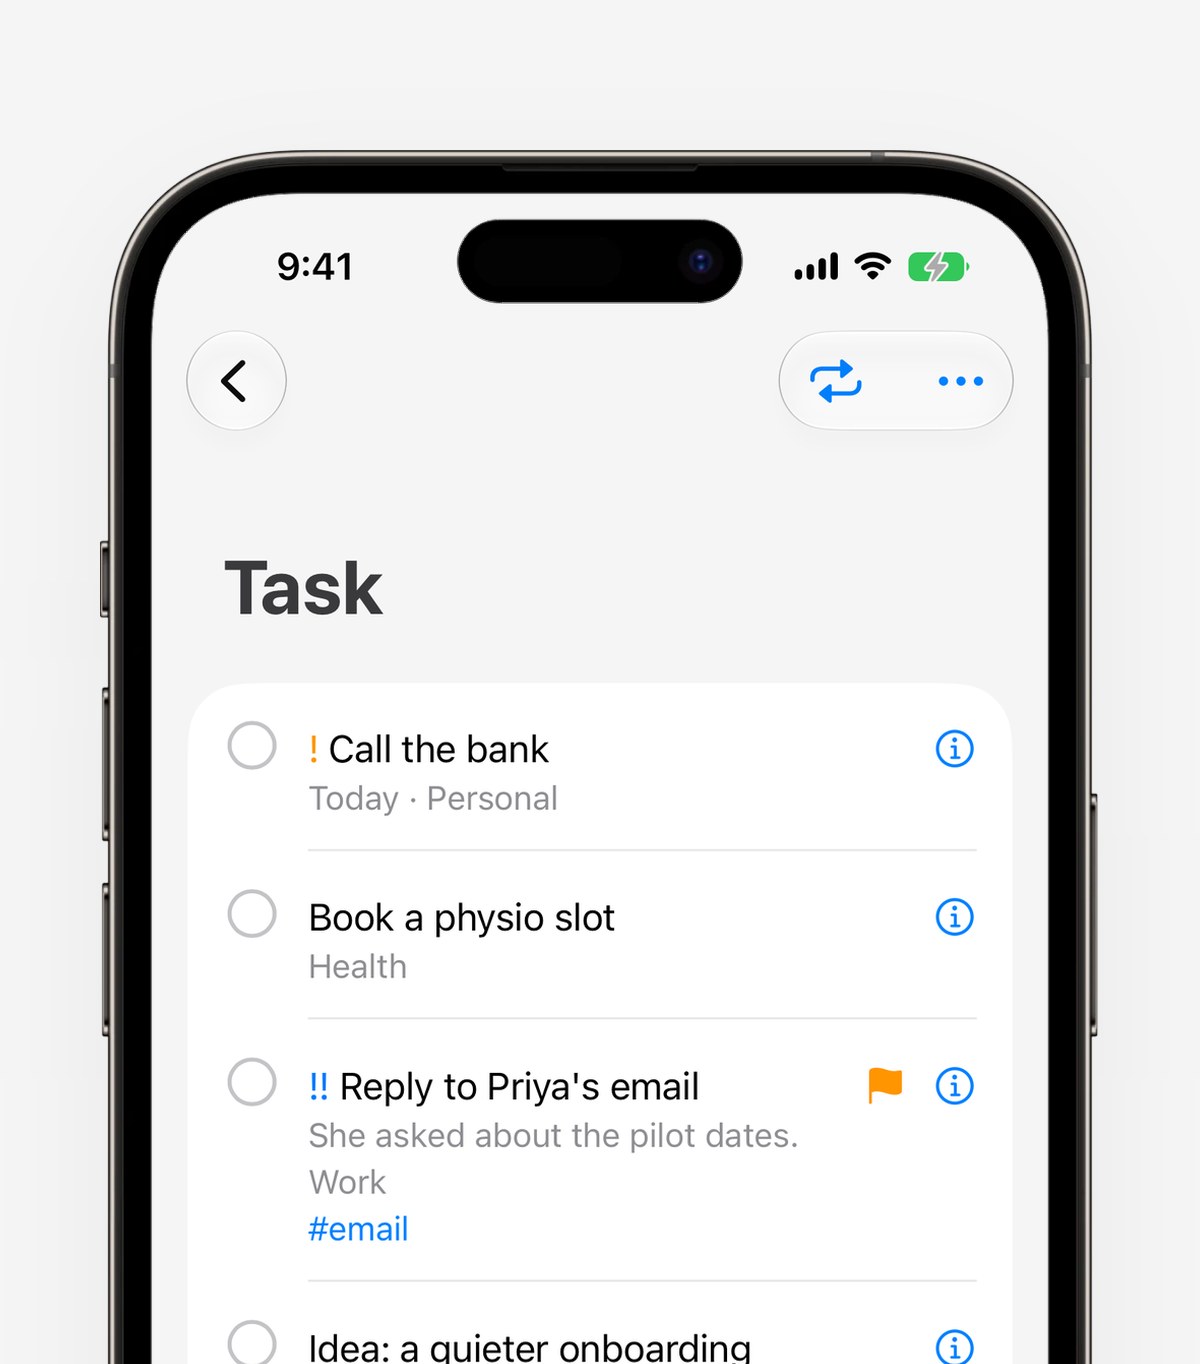 9:41
Task
! Call the bank
Today · Personal
Book a physio slot
Health
!! Reply to Priya's email
She asked about the pilot dates.
Work
#email
Idea: a quieter onboarding